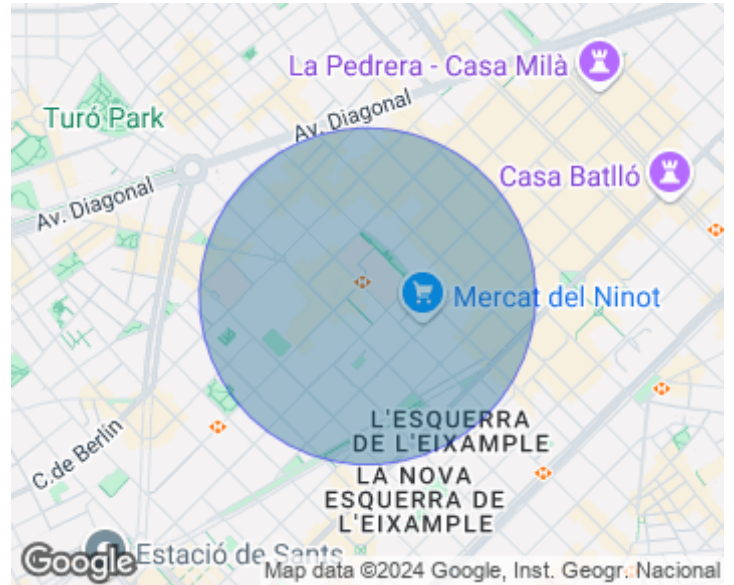 La Pedrera - Casa Milà
Turó Park
Av. Diagonal
Casa Batlló
Av. Diagonal
Mercat del Ninot
L'ESQUERRA
DE L'EIXAMPLE
C.de Berlín
LA NOVA
ESQUERRA DE
L'EIXAMPLE
Google
Estació de Sants
Map data ©2024 Google, Inst. Geogr. Nacional